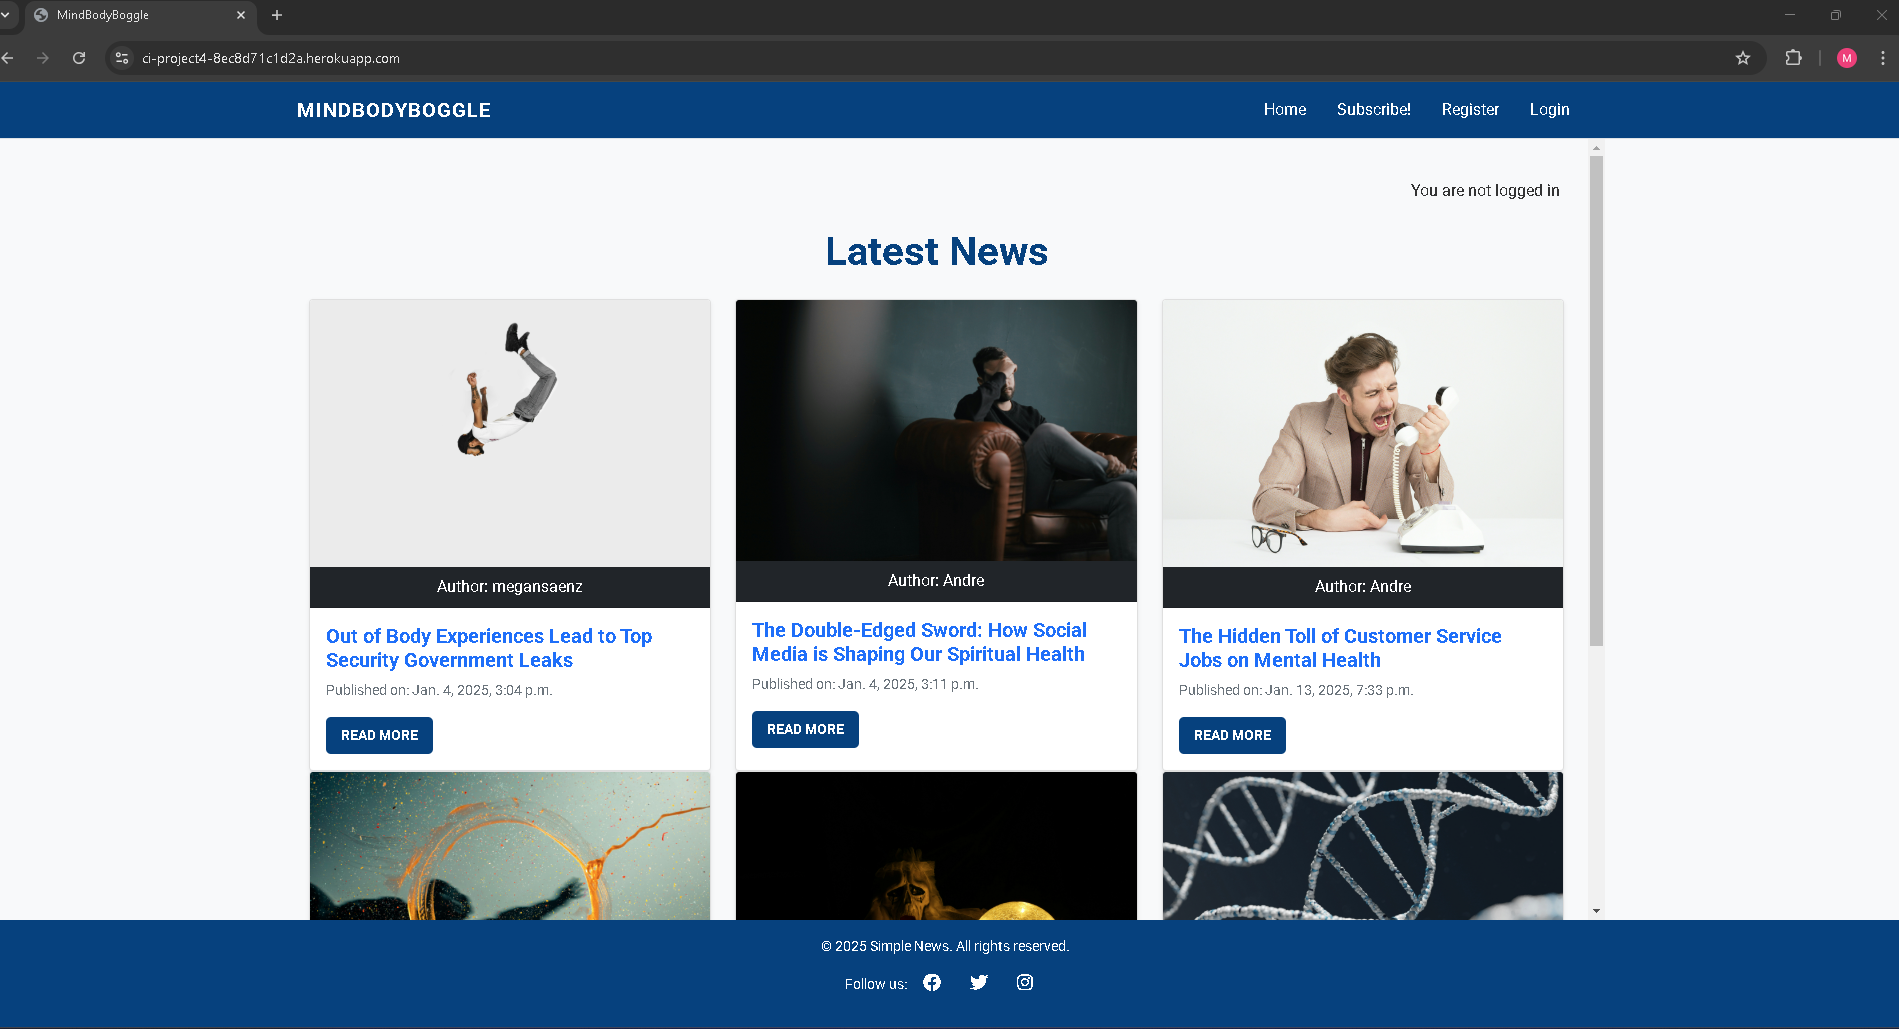 MindBodyBoggle
ci-project4-8ec8d71c1d2a.herokuapp.com
M
MINDBODYBOGGLE
Home Subscribe! Register Login
You are not logged in
Latest News
Author: megansaenz
Out of Body Experiences Lead to Top
Security Government Leaks
Published on: Jan. 4, 2025, 3:04 p.m.
READ MORE
Author: Andre
The Double-Edged Sword: How Social
Media is Shaping Our Spiritual Health
Published on: Jan. 4, 2025, 3:11 p.m.
READ MORE
Author: Andre
The Hidden Toll of Customer Service
Jobs on Mental Health
Published on: Jan. 13, 2025, 7:33 p.m.
READ MORE
© 2025 Simple News. All rights reserved.
Follow us: